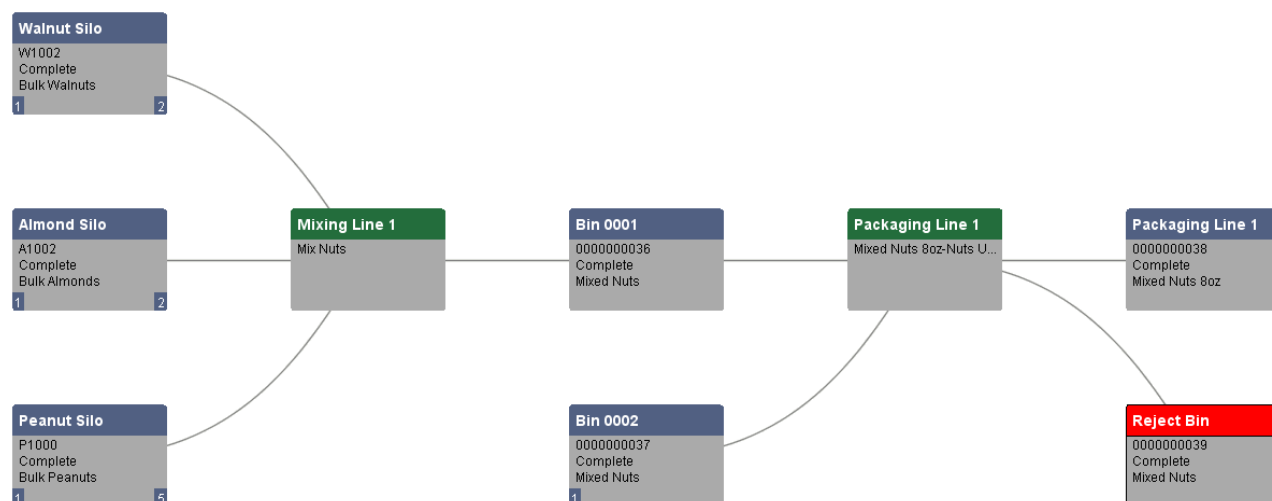 Walnut Silo
W1002
Complete
Bulk Walnuts
1 2
Almond Silo
A1002
Complete
Bulk Almonds
1 2
Peanut Silo
P1000
Complete
Bulk Peanuts
1 5
Mixing Line 1
Mix Nuts
Bin 0001
0000000036
Complete
Mixed Nuts
Bin 0002
0000000037
Complete
Mixed Nuts
1
Packaging Line 1
Mixed Nuts 8oz-Nuts U...
Packaging Line 1
0000000038
Complete
Mixed Nuts 8oz
Reject Bin
0000000039
Complete
Mixed Nuts